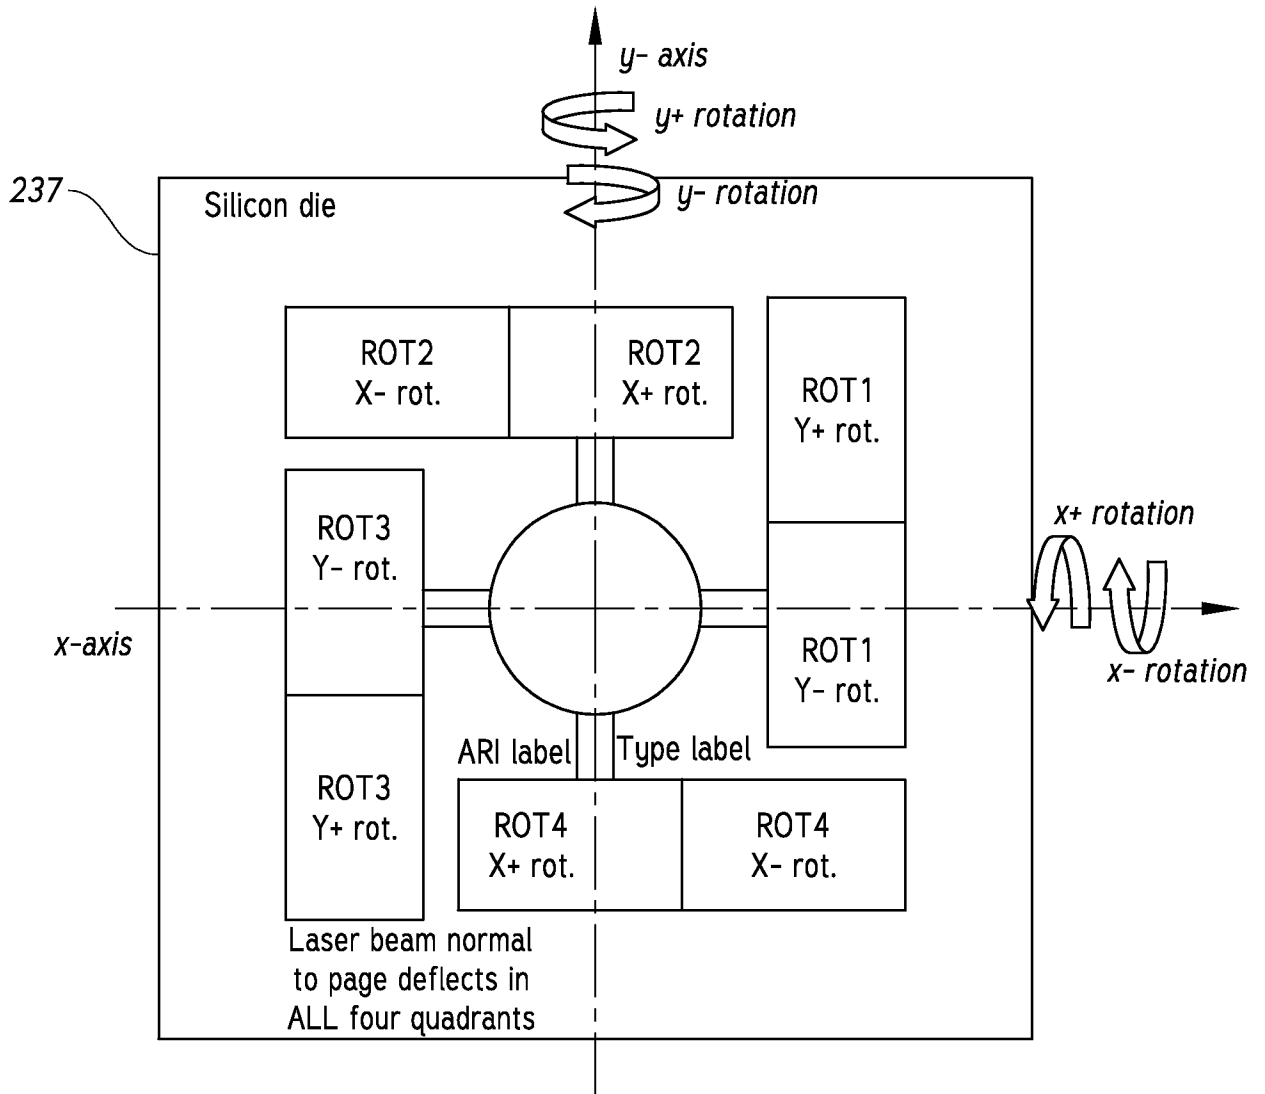 y- axis
y+ rotation
237
y- rotation
Silicon die
ROT2
X- rot.
ROT2
X+ rot.
ROT1
Y+ rot.
x+ rotation
ROT3
Y- rot.
x-axis
ROT1
Y- rot.
x- rotation
ARI label
Type label
ROT3
Y+ rot.
ROT4
X+ rot.
ROT4
X- rot.
Laser beam normal
to page deflects in
ALL four quadrants